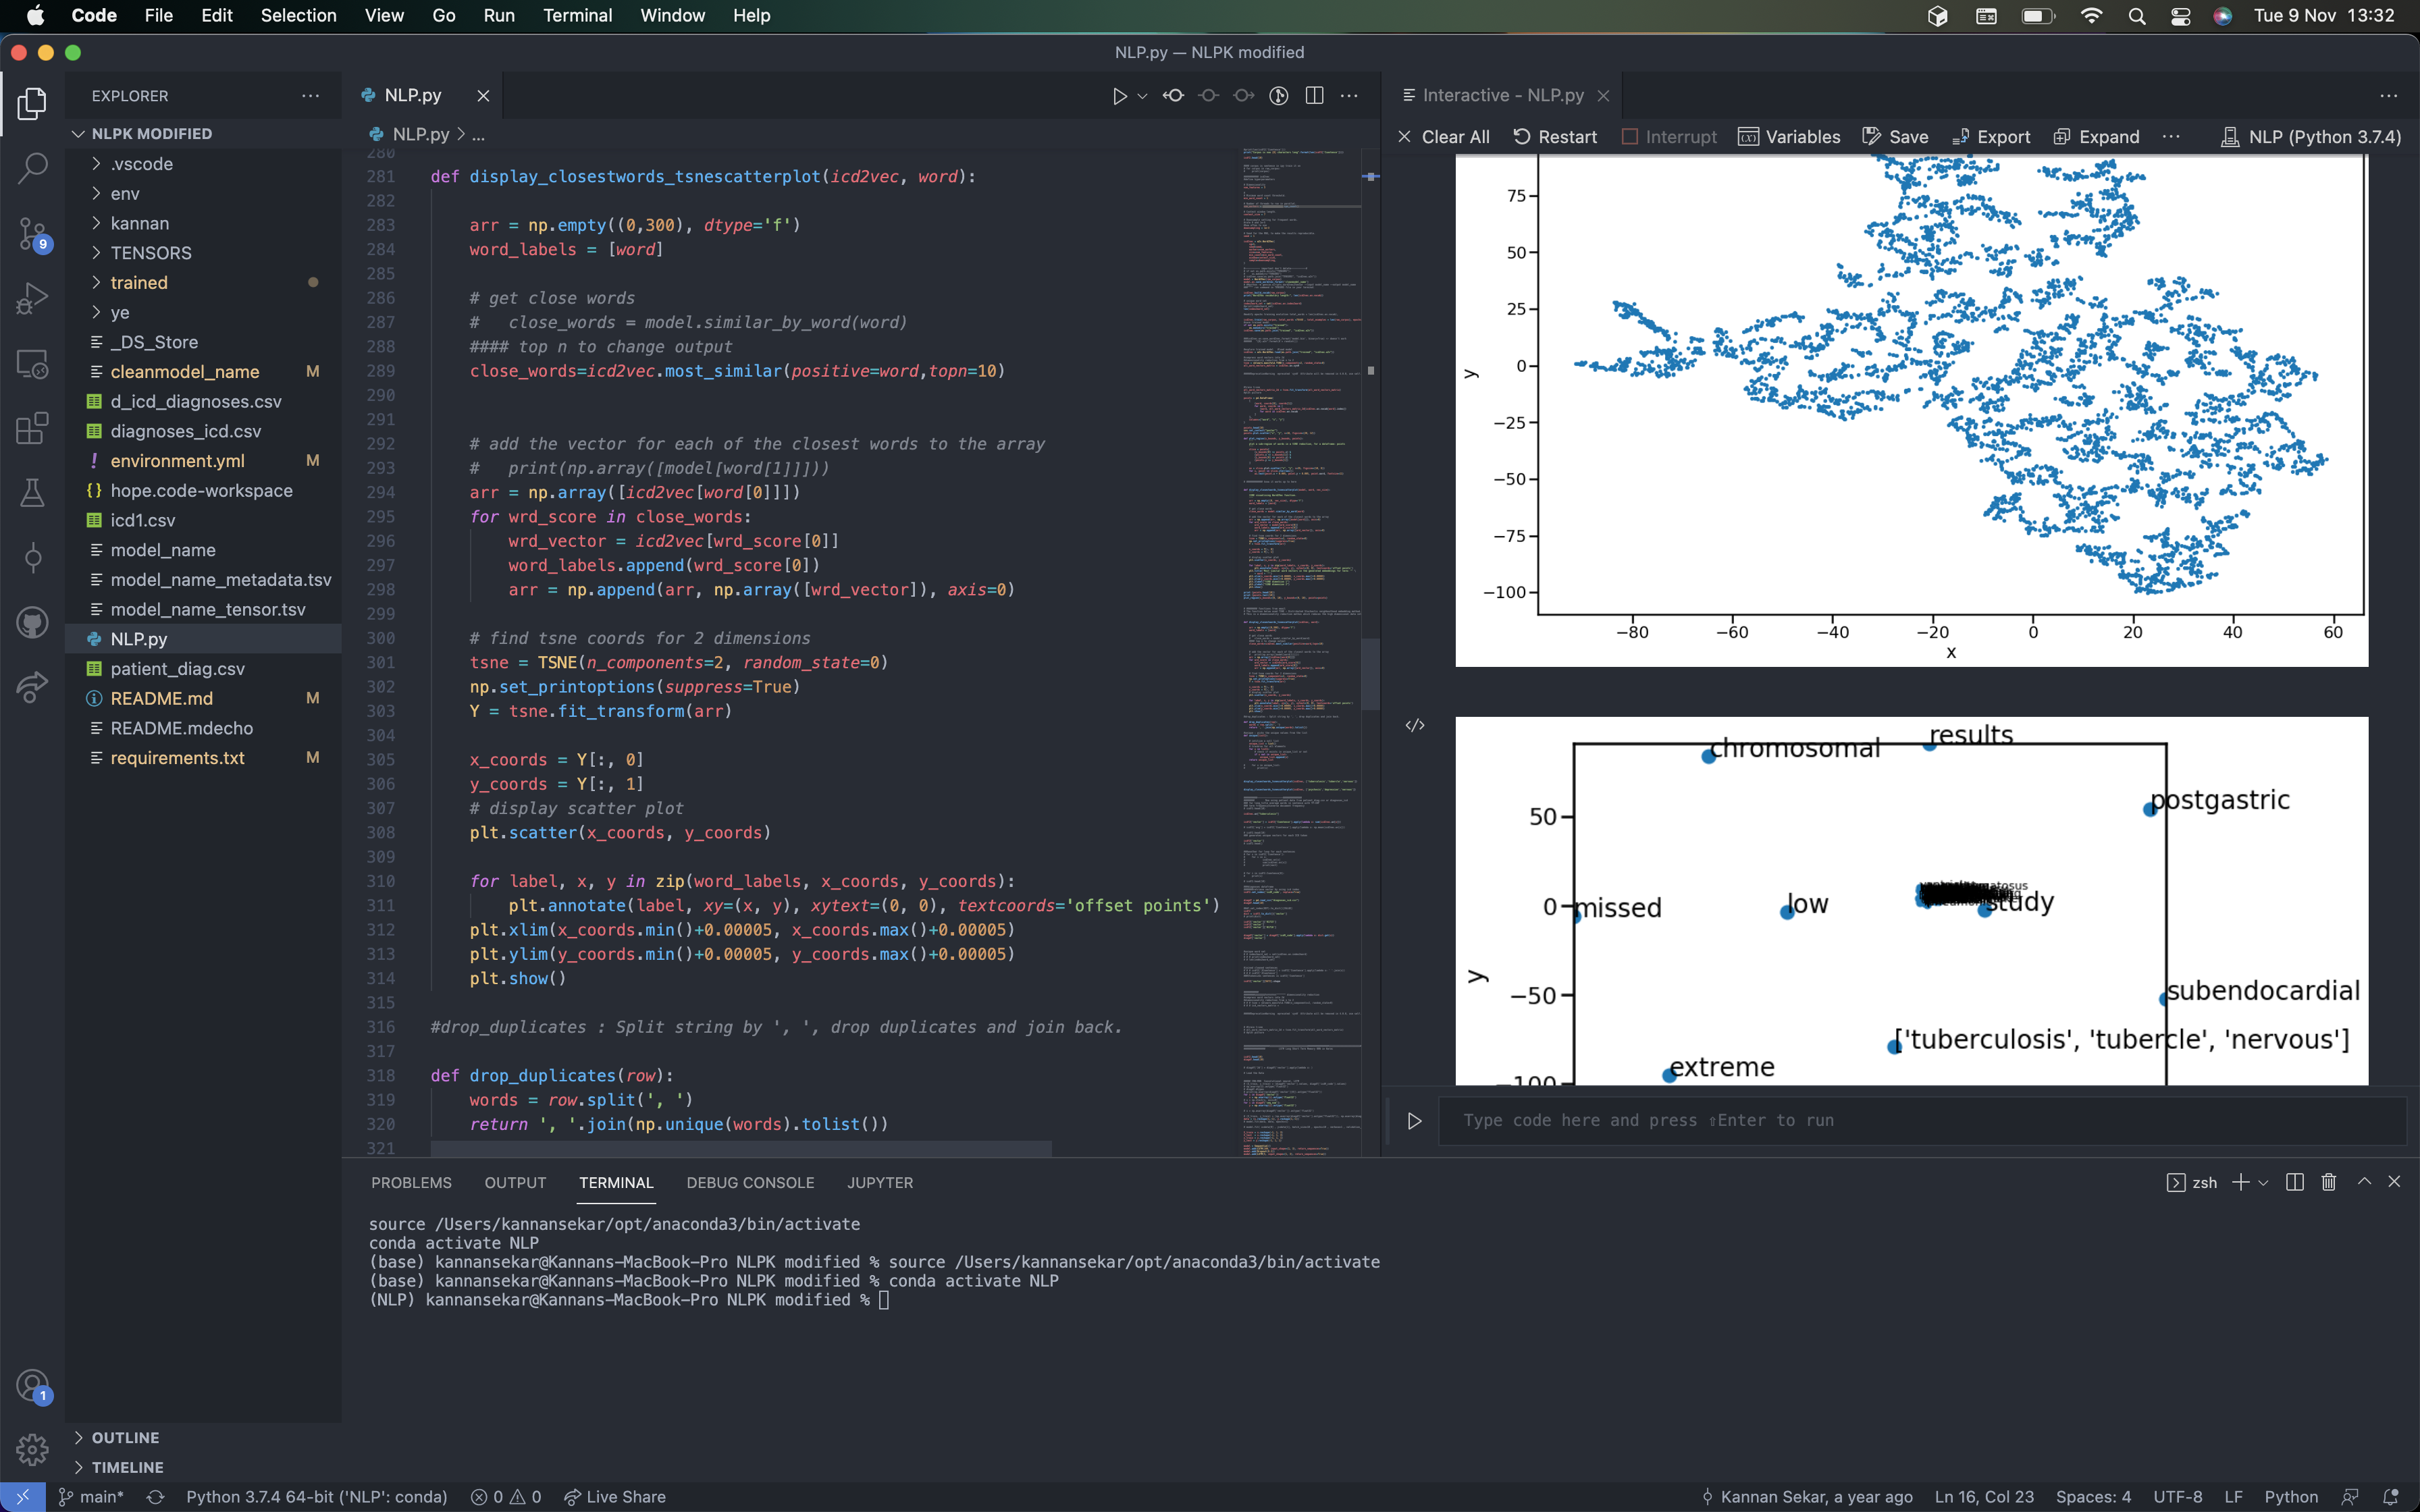 Code File Edit Selection View Go Run Terminal Window Help
Tue 9 Nov 13:32
NLP.py — NLPK modified
EXPLORER
NLPK MODIFIED
.vscode
env
kannan
TENSORS
trained
ye
_DS_Store
cleanmodel_name M
d_icd_diagnoses.csv
diagnoses_icd.csv
environment.yml M
hope.code-workspace
icd1.csv
model_name
model_name_metadata.tsv
model_name_tensor.tsv
NLP.py
patient_diag.csv
README.md M
README.mdecho
requirements.txt M
OUTLINE
TIMELINE
9
1
NLP.py
NLP.py > ...
280
281 def display_closestwords_tsnescatterplot(icd2vec, word):
282
283 arr = np.empty((0,300), dtype='f')
284 word_labels = [word]
285
286 # get close words
287 #   close_words = model.similar_by_word(word)
288 #### top n to change output
289 close_words=icd2vec.most_similar(positive=word,topn=10)
290
291
292 # add the vector for each of the closest words to the array
293 #   print(np.array([model[word[1]]]))
294 arr = np.array([icd2vec[word[0]]])
295 for wrd_score in close_words:
296 wrd_vector = icd2vec[wrd_score[0]]
297 word_labels.append(wrd_score[0])
298 arr = np.append(arr, np.array([wrd_vector]), axis=0)
299
300 # find tsne coords for 2 dimensions
301 tsne = TSNE(n_components=2, random_state=0)
302 np.set_printoptions(suppress=True)
303 Y = tsne.fit_transform(arr)
304
305 x_coords = Y[:, 0]
306 y_coords = Y[:, 1]
307 # display scatter plot
308 plt.scatter(x_coords, y_coords)
309
310 for label, x, y in zip(word_labels, x_coords, y_coords):
311 plt.annotate(label, xy=(x, y), xytext=(0, 0), textcoords='offset points')
312 plt.xlim(x_coords.min()+0.00005, x_coords.max()+0.00005)
313 plt.ylim(y_coords.min()+0.00005, y_coords.max()+0.00005)
314 plt.show()
315
316 #drop_duplicates : Split string by ', ', drop duplicates and join back.
317
318 def drop_duplicates(row):
319 words = row.split(', ')
320 return ', '.join(np.unique(words).tolist())
321
Interactive - NLP.py
Clear All Restart Interrupt Variables Save Export Expand NLP (Python 3.7.4)
75
50
25
0
−25
−50
−75
−100
y
−80 −60 −40 −20 0 20 40 60
x
chromosomal
results
50
postgastric
0
missed
low
study
y
−50
subendocardial
['tuberculosis', 'tubercle', 'nervous']
extreme
−100
Type code here and press ⇧Enter to run
PROBLEMS OUTPUT TERMINAL DEBUG CONSOLE JUPYTER
zsh
source /Users/kannansekar/opt/anaconda3/bin/activate
conda activate NLP
(base) kannansekar@Kannans-MacBook-Pro NLPK modified % source /Users/kannansekar/opt/anaconda3/bin/activate
(base) kannansekar@Kannans-MacBook-Pro NLPK modified % conda activate NLP
(NLP) kannansekar@Kannans-MacBook-Pro NLPK modified %
main* Python 3.7.4 64-bit ('NLP': conda) 0 0 Live Share
Kannan Sekar, a year ago Ln 16, Col 23 Spaces: 4 UTF-8 LF Python